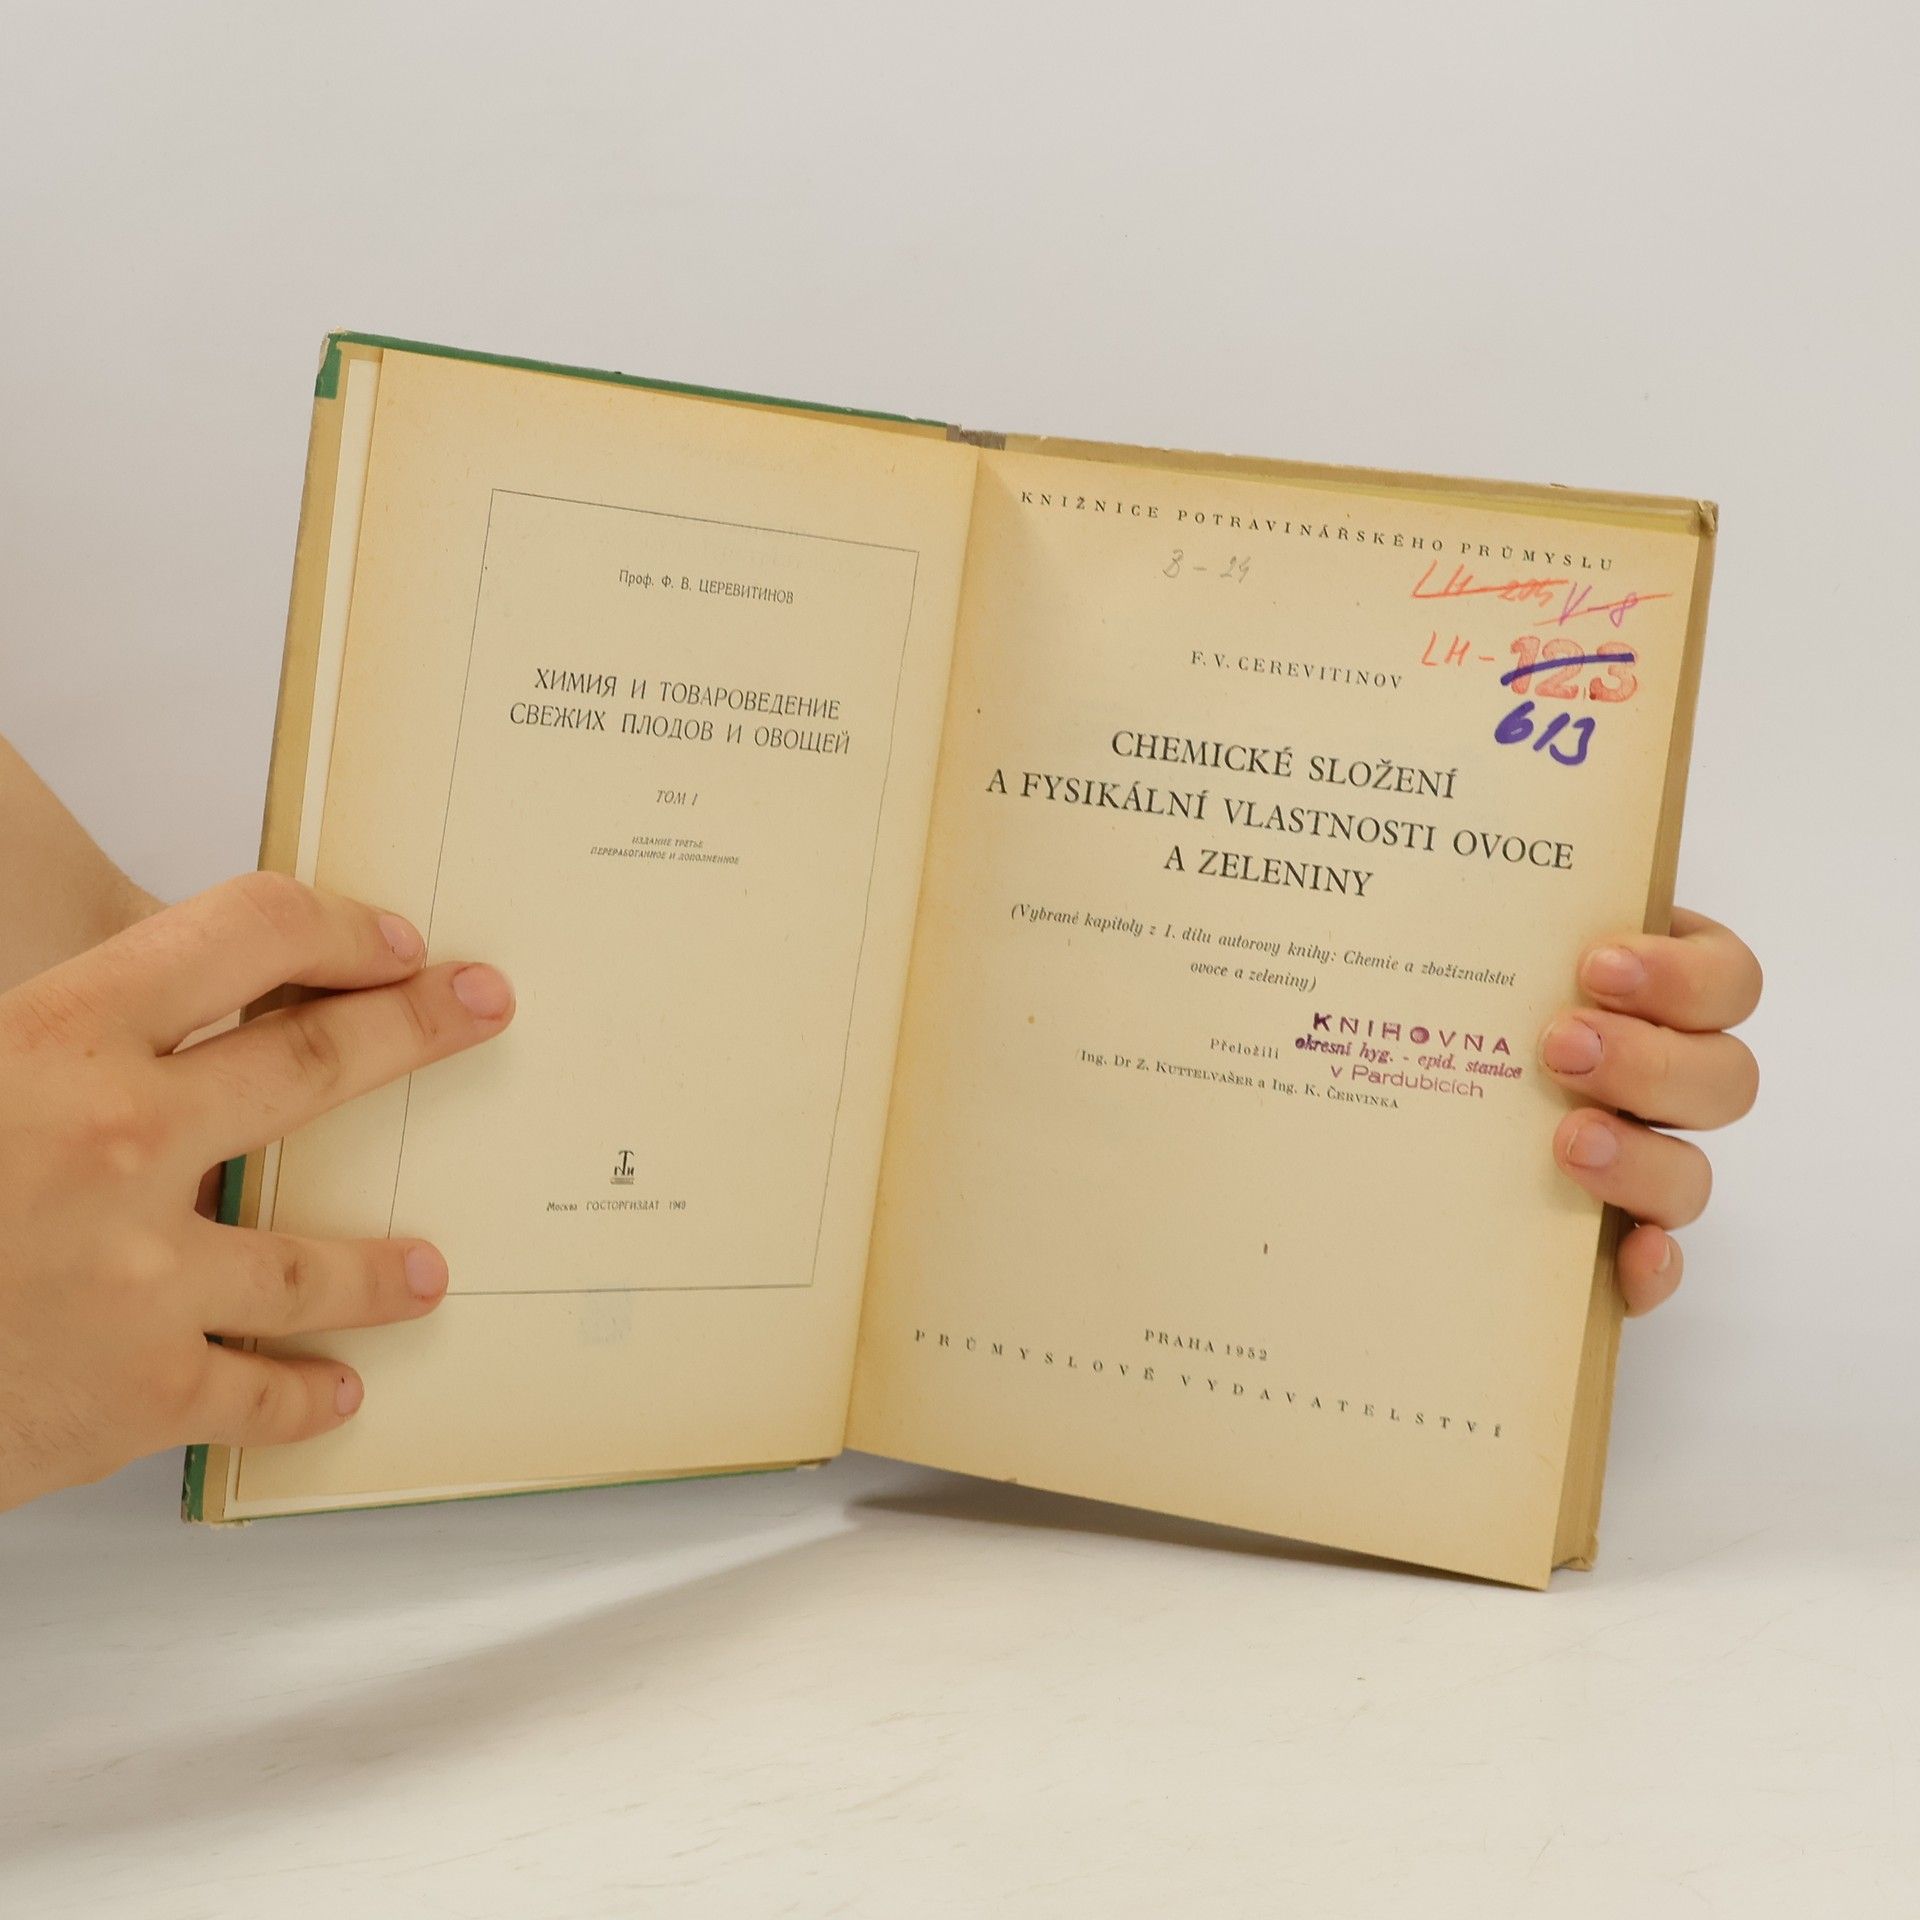 Проф. Ф. В. ЦЕРЕВИТИНОВ
ХИМИЯ И ТОВАРОВЕДЕНИЕ
СВЕЖИХ ПЛОДОВ И ОВОЩЕЙ
ТОМ I
ИЗДАНИЕ ТРЕТЬЕ
ПЕРЕРАБОТАННОЕ И ДОПОЛНЕННОЕ
Москва ГОСТОРГИЗДАТ 1949
KNIŽNICE POTRAVINÁŘSKÉHO PRŮMYSLU
B - 24
LH V-8
LH - 123
613
F. V. CEREVITINOV
CHEMICKÉ SLOŽENÍ
A FYSIKÁLNÍ VLASTNOSTI OVOCE
A ZELENINY
(Vybrané kapitoly z 1. dílu autorovy knihy: Chemie a zbožíznalství
ovoce a zeleniny)
KNIHOVNA
okresní hyg. - epid. stanice
v Pardubicích
Přeložili
Ing. Dr Z. KUTTELVAŠER a Ing. K. ČERVINKA
PRAHA 1952
PRŮMYSLOVÉ VYDAVATELSTVÍ